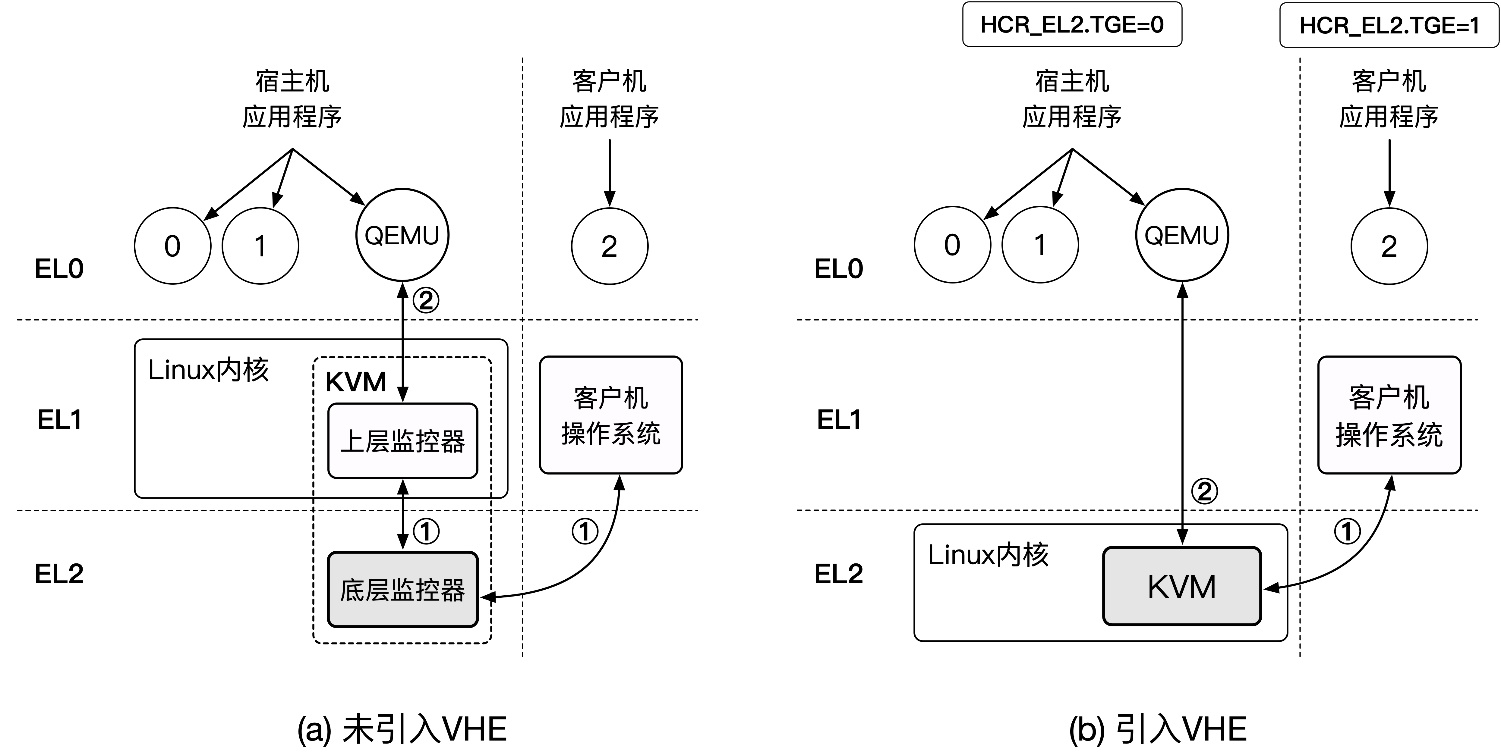 HCR_EL2.TGE=0
HCR_EL2.TGE=1
宿主机
应用程序
客户机
应用程序
宿主机
应用程序
客户机
应用程序
0
1
QEMU
2
0
1
QEMU
2
EL0
EL0
②
Linux内核
KVM
上层监控器
客户机
操作系统
EL1
EL1
客户机
操作系统
②
①
①
①
EL2
底层监控器
EL2
Linux内核
KVM
(a) 未引入VHE
(b) 引入VHE